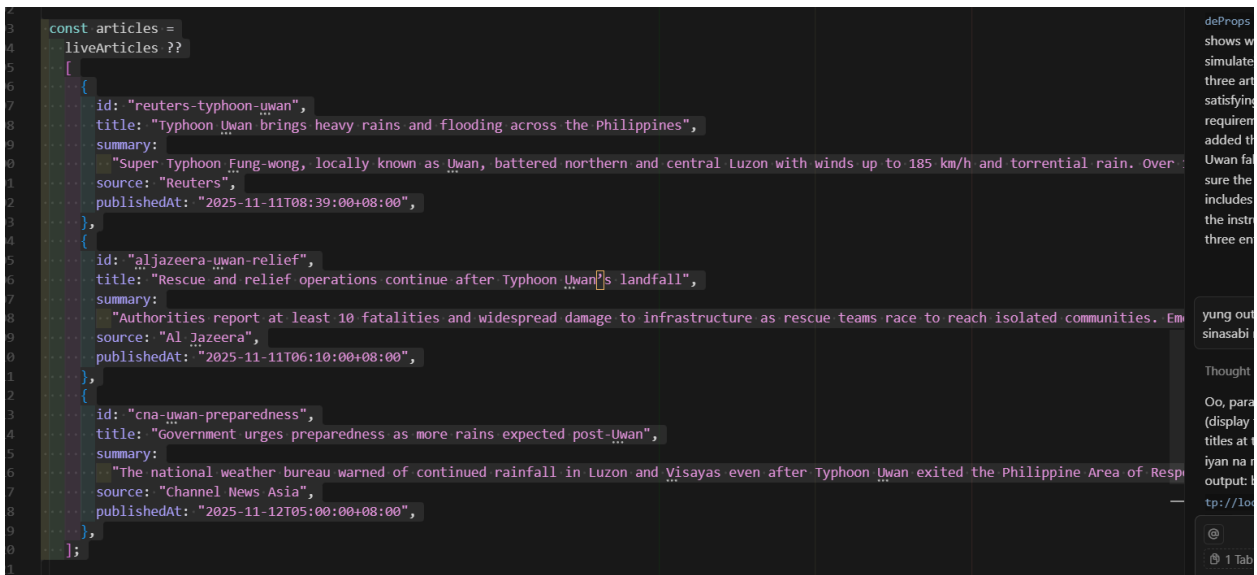 const articles =
liveArticles ??
[
{
id: "reuters-typhoon-uwan",
title: "Typhoon Uwan brings heavy rains and flooding across the Philippines",
summary:
"Super Typhoon Fung-wong, locally known as Uwan, battered northern and central Luzon with winds up to 185 km/h and torrential rain. Over
source: "Reuters",
publishedAt: "2025-11-11T08:39:00+08:00",
},
{
id: "aljazeera-uwan-relief",
title: "Rescue and relief operations continue after Typhoon Uwan’s landfall",
summary:
"Authorities report at least 10 fatalities and widespread damage to infrastructure as rescue teams race to reach isolated communities. Em
source: "Al Jazeera",
publishedAt: "2025-11-11T06:10:00+08:00",
},
{
id: "cna-uwan-preparedness",
title: "Government urges preparedness as more rains expected post-Uwan",
summary:
"The national weather bureau warned of continued rainfall in Luzon and Visayas even after Typhoon Uwan exited the Philippine Area of Resp
source: "Channel News Asia",
publishedAt: "2025-11-12T05:00:00+08:00",
},
];
deProps
shows w
simulate
three art
satisfying
requirem
added th
Uwan fal
sure the
includes
the instr
three en
yung out
sinasabi
Thought
Oo, para
(display
titles at t
iyan na
output: b
tp://loc
@
1 Tab